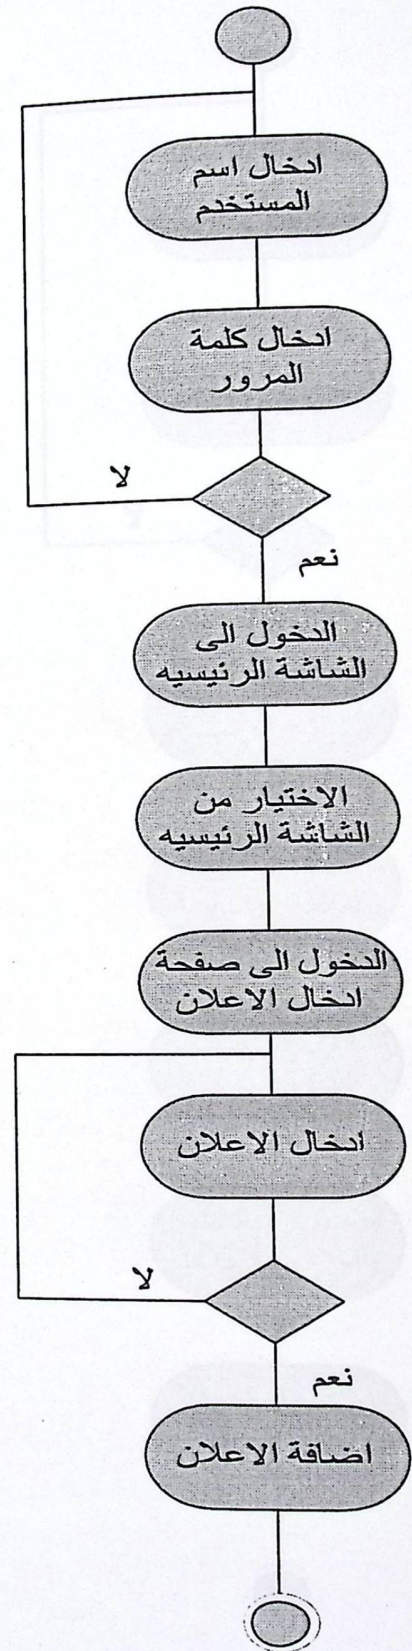 ادخال اسم
المستخدم
ادخال كلمة
المرور
لا
نعم
الدخول الى
الشاشة الرئيسيه
الاختيار من
الشاشة الرئيسيه
الدخول الى صفحة
ادخال الاعلان
ادخال الاعلان
لا
نعم
اضافة الاعلان